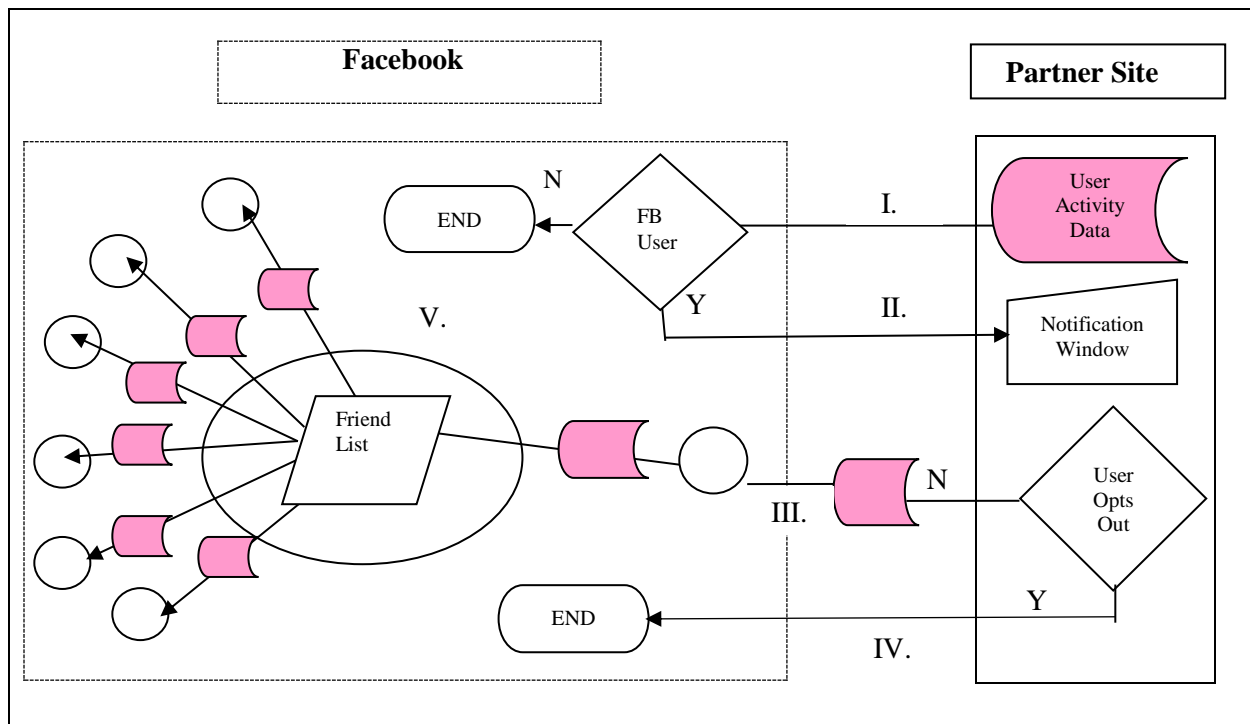 Facebook
Partner Site
N
END
FB
User
I.
User
Activity
Data
Y
II.
Notification
Window
V.
Friend
List
III.
N
User
Opts
Out
END
Y
IV.